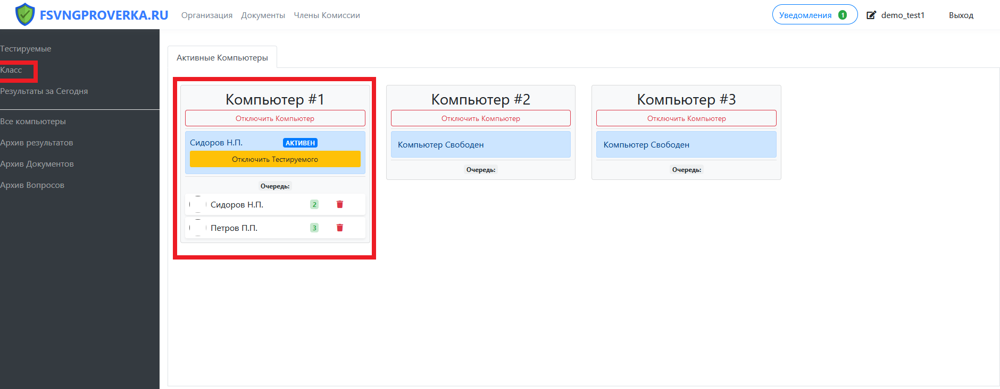 FSVNGPROVERKA.RU Организация Документы Члены Комиссии Уведомления 1 demo_test1 Выход
Тестируемые
Класс
Результаты за Сегодня
Все компьютеры
Архив результатов
Архив Документов
Архив Вопросов
Активные Компьютеры
Компьютер #1
Отключить Компьютер
Сидоров Н.П. АКТИВЕН
Отключить Тестируемого
Очередь:
Сидоров Н.П. 2
Петров П.П. 3
Компьютер #2
Отключить Компьютер
Компьютер Свободен
Очередь:
Компьютер #3
Отключить Компьютер
Компьютер Свободен
Очередь: